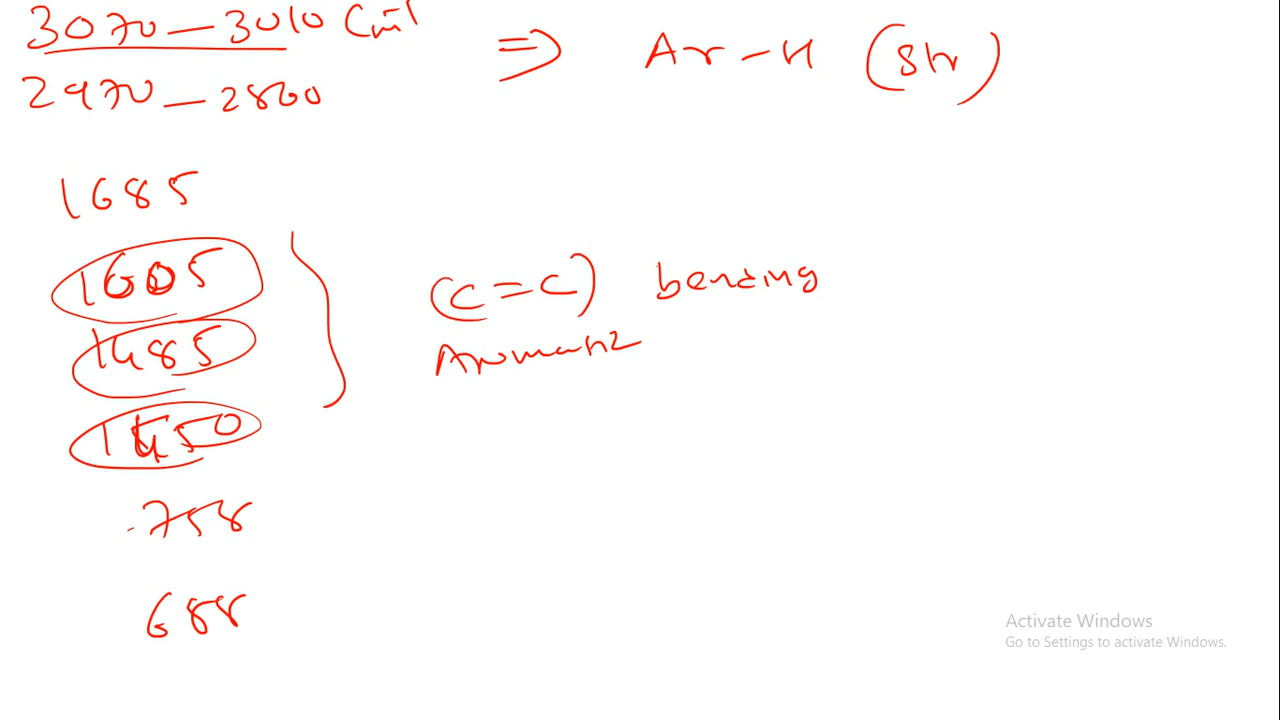 3070 — 3010 Cm⁻¹ ⇒ Ar - H (str)
2970 — 2800
1685
1605
(C = C) bending
1485
Aromatic
1450
758
688
Activate Windows
Go to Settings to activate Windows.